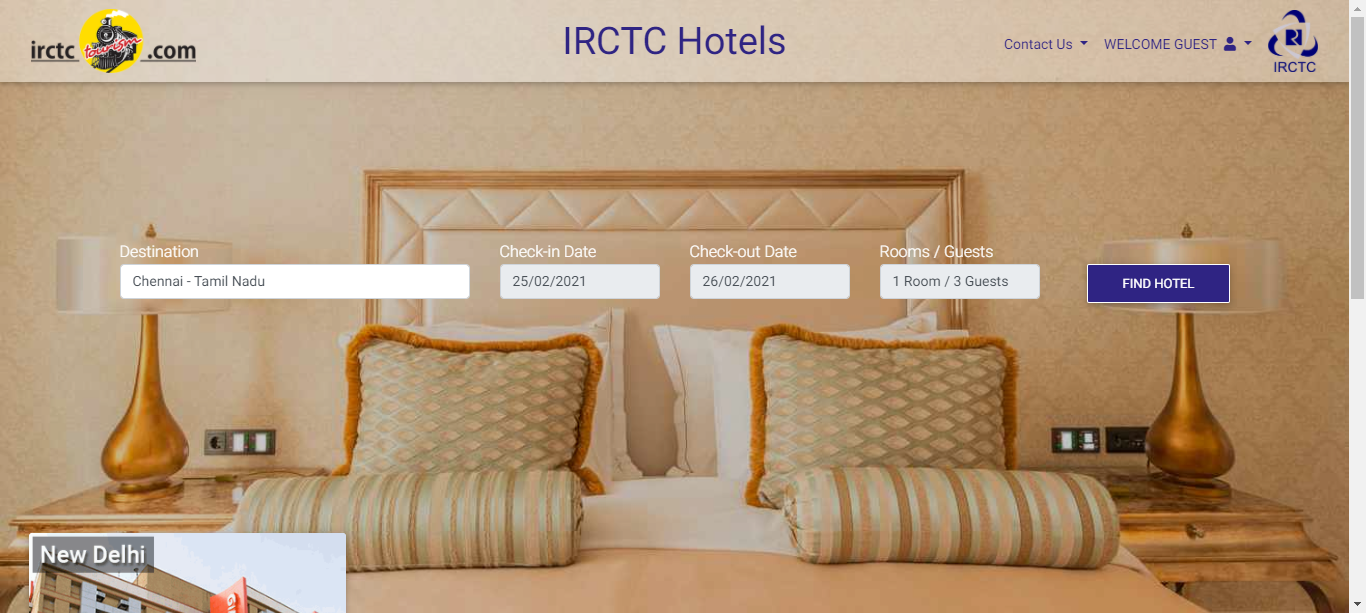 irctc tourism .com
IRCTC Hotels
Contact Us
WELCOME GUEST
IRCTC
Destination
Check-in Date
Check-out Date
Rooms / Guests
Chennai - Tamil Nadu
25/02/2021
26/02/2021
1 Room / 3 Guests
FIND HOTEL
New Delhi